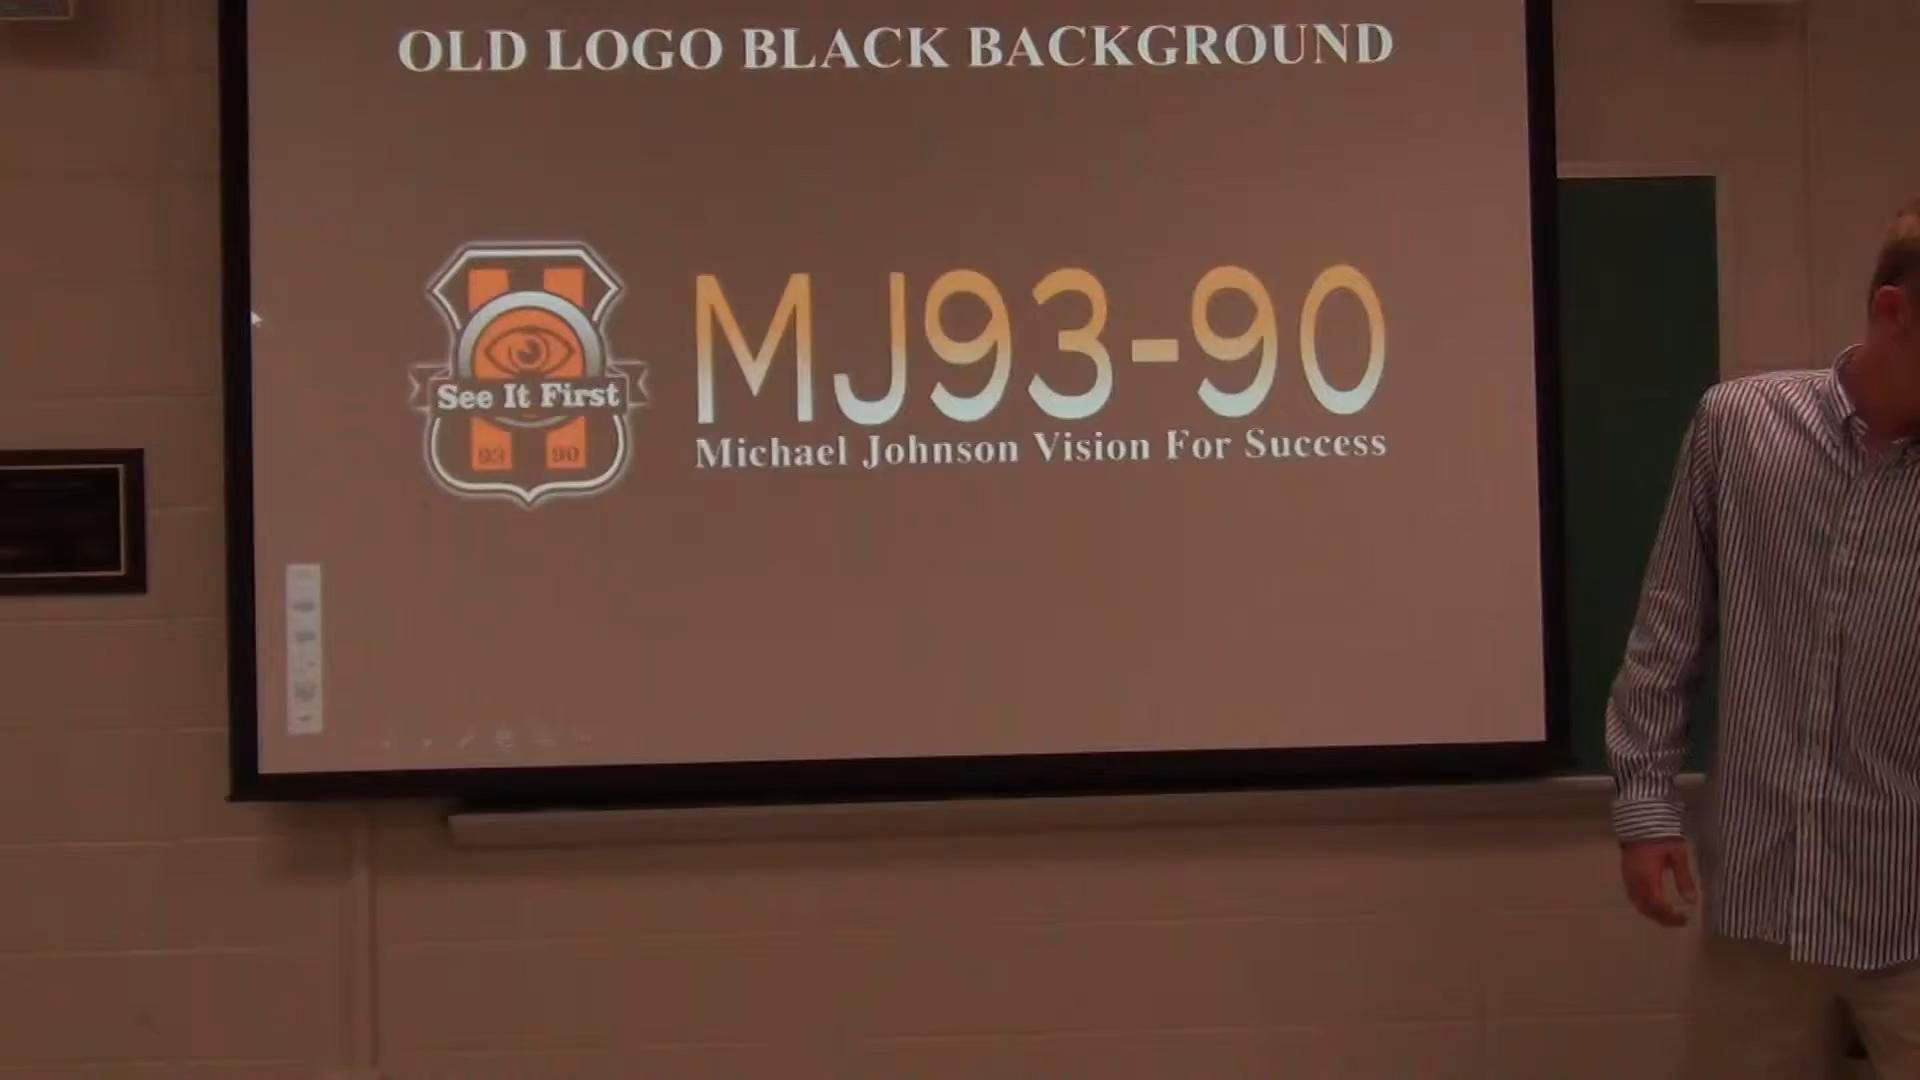 OLD LOGO BLACK BACKGROUND
See It First
93 90
MJ93-90
Michael Johnson Vision For Success